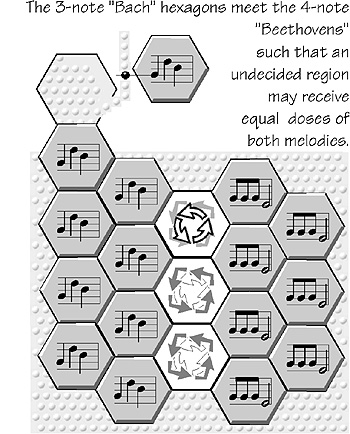 The 3-note "Bach" hexagons meet the 4-note
"Beethovens"
such that an
undecided region
may receive
equal doses of
both melodies.